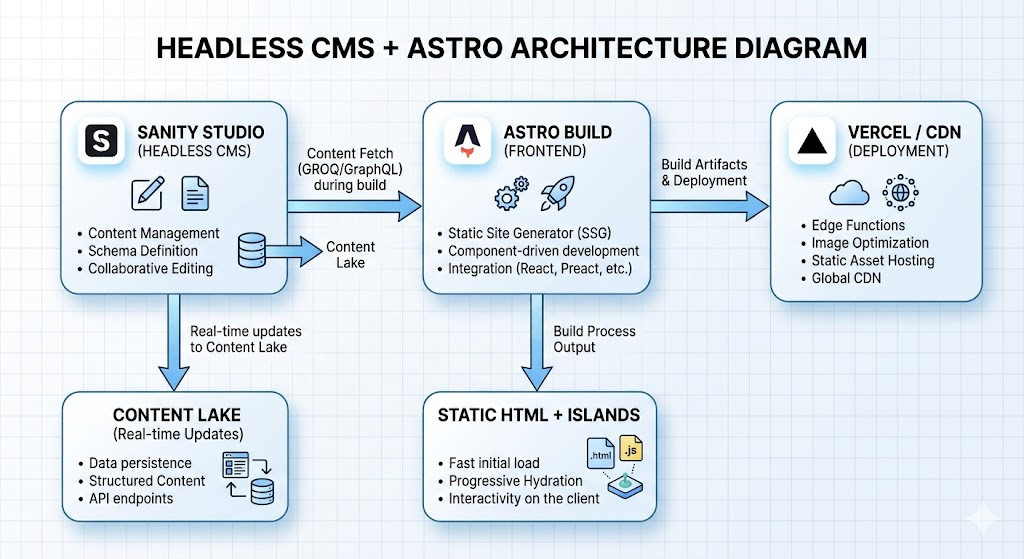 HEADLESS CMS + ASTRO ARCHITECTURE DIAGRAM
S
SANITY STUDIO
(HEADLESS CMS)
• Content Management
• Schema Definition
• Collaborative Editing
Content
Lake
Content Fetch
(GROQ/GraphQL)
during build
ASTRO BUILD
(FRONTEND)
• Static Site Generator (SSG)
• Component-driven development
• Integration (React, Preact, etc.)
Build Artifacts
& Deployment
VERCEL / CDN
(DEPLOYMENT)
• Edge Functions
• Image Optimization
• Static Asset Hosting
• Global CDN
Real-time updates
to Content Lake
Build Process
Output
CONTENT LAKE
(Real-time Updates)
• Data persistence
• Structured Content
• API endpoints
STATIC HTML + ISLANDS
• Fast initial load
• Progressive Hydration
• Interactivity on the client
.html
.js